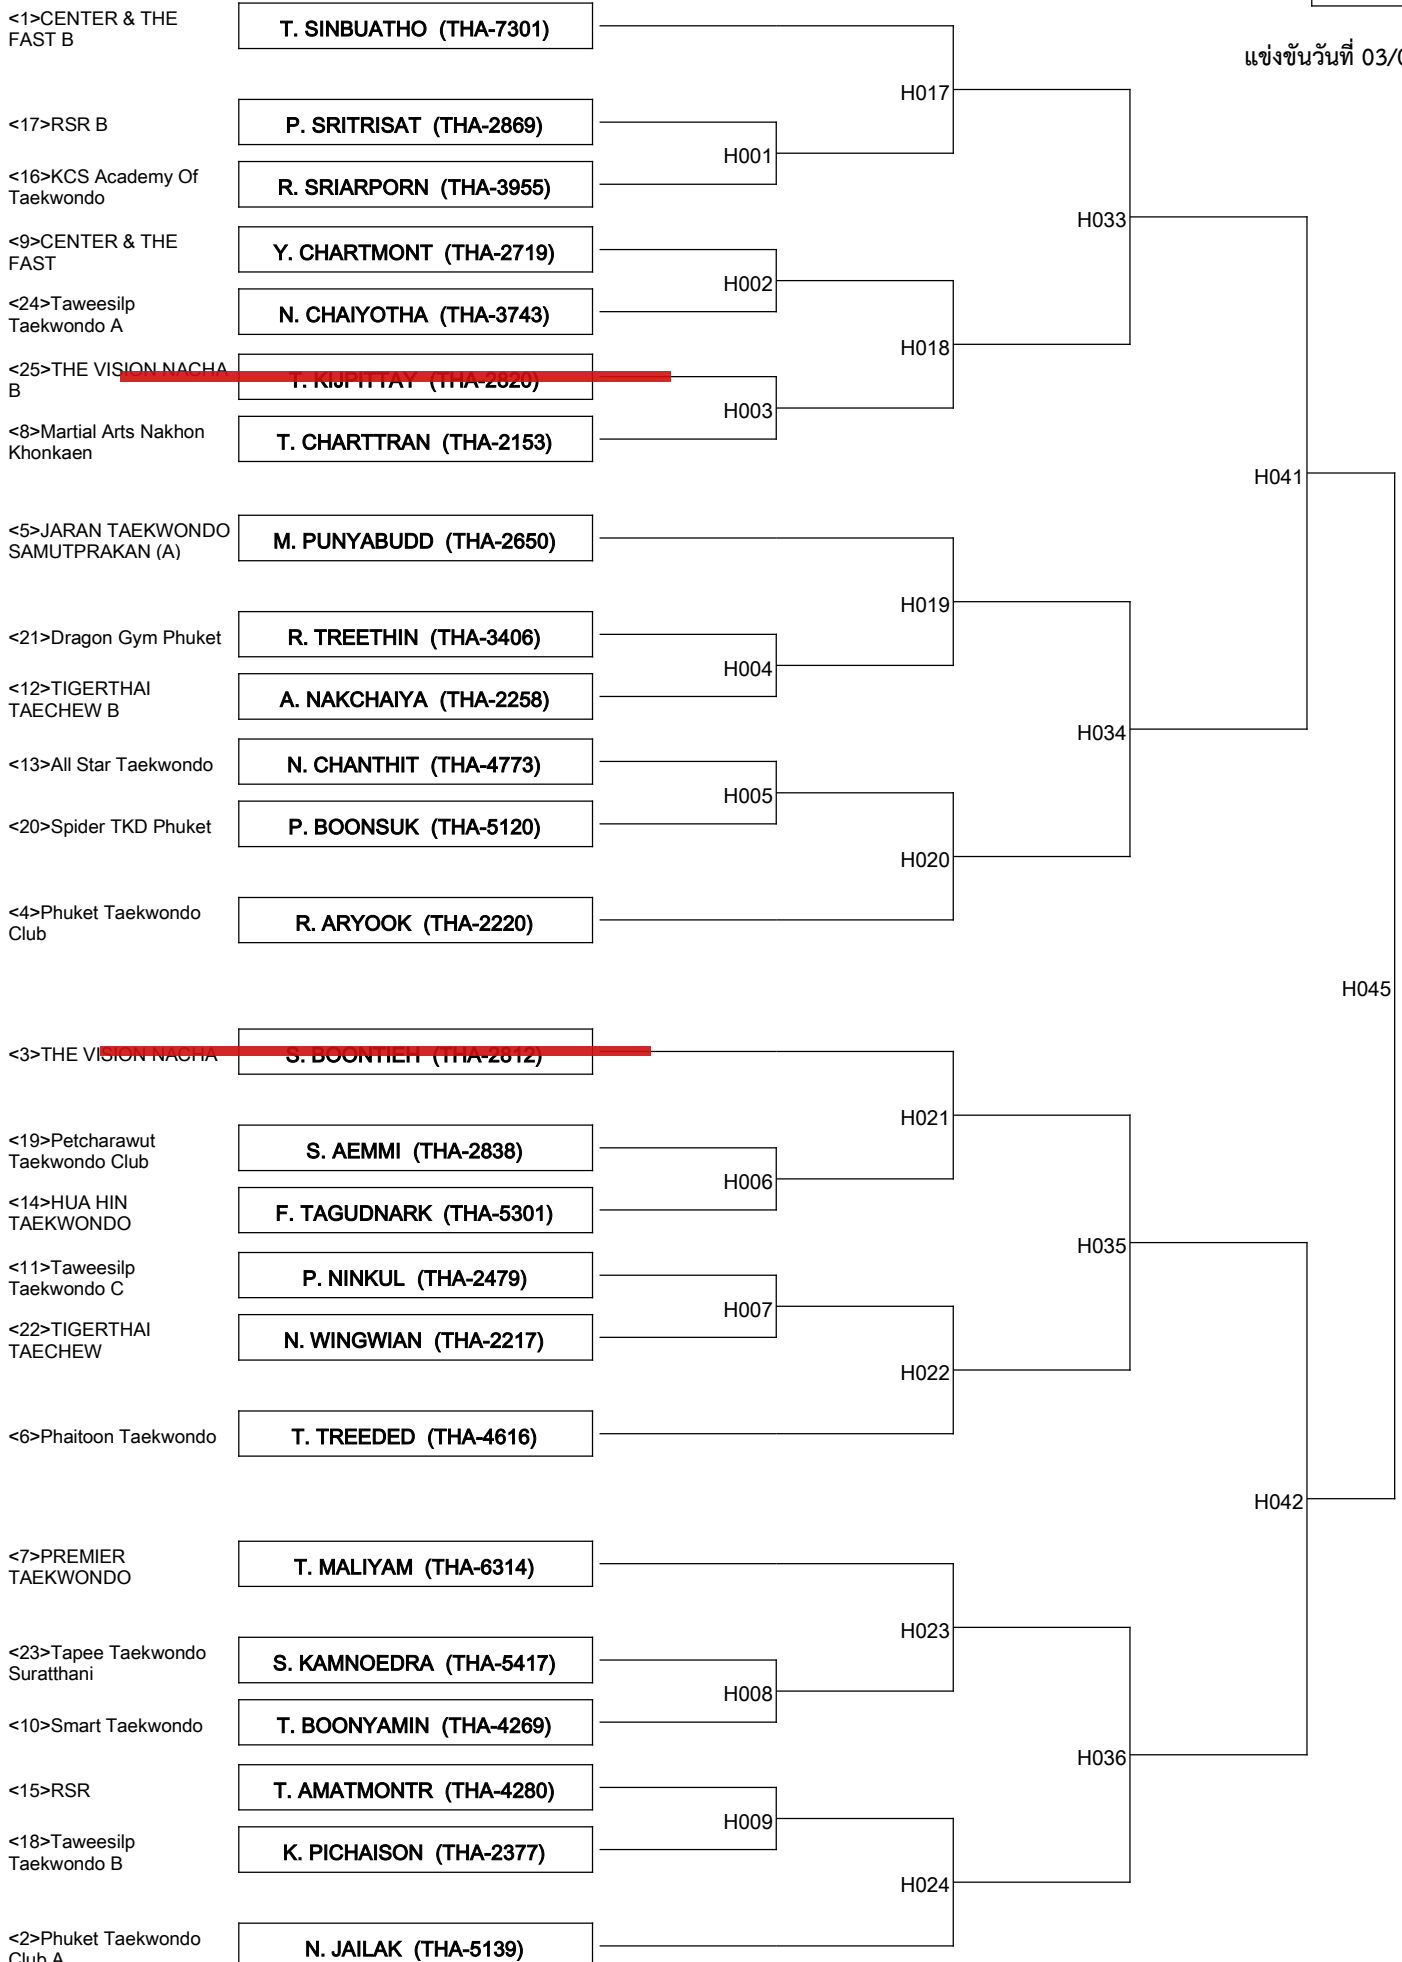 <1>CENTER & THE
FAST B
T. SINBUATHO (THA-7301)
แข่งขันวันที่ 03/0
H017
<17>RSR B
P. SRITRISAT (THA-2869)
H001
<16>KCS Academy Of
Taekwondo
R. SRIARPORN (THA-3955)
H033
<9>CENTER & THE
FAST
Y. CHARTMONT (THA-2719)
H002
<24>Taweesilp
Taekwondo A
N. CHAIYOTHA (THA-3743)
H018
<25>THE VISION NACHA
B
T. KIJPITTAY (THA-2820)
H003
<8>Martial Arts Nakhon
Khonkaen
T. CHARTTRAN (THA-2153)
H041
<5>JARAN TAEKWONDO
SAMUTPRAKAN (A)
M. PUNYABUDD (THA-2650)
H019
<21>Dragon Gym Phuket
R. TREETHIN (THA-3406)
H004
<12>TIGERTHAI
TAECHEW B
A. NAKCHAIYA (THA-2258)
H034
<13>All Star Taekwondo
N. CHANTHIT (THA-4773)
H005
<20>Spider TKD Phuket
P. BOONSUK (THA-5120)
H020
<4>Phuket Taekwondo
Club
R. ARYOOK (THA-2220)
H045
<3>THE VISION NACHA
S. BOONTIEH (THA-2812)
H021
<19>Petcharawut
Taekwondo Club
S. AEMMI (THA-2838)
H006
<14>HUA HIN
TAEKWONDO
F. TAGUDNARK (THA-5301)
H035
<11>Taweesilp
Taekwondo C
P. NINKUL (THA-2479)
H007
<22>TIGERTHAI
TAECHEW
N. WINGWIAN (THA-2217)
H022
<6>Phaitoon Taekwondo
T. TREEDED (THA-4616)
H042
<7>PREMIER
TAEKWONDO
T. MALIYAM (THA-6314)
H023
<23>Tapee Taekwondo
Suratthani
S. KAMNOEDRA (THA-5417)
H008
<10>Smart Taekwondo
T. BOONYAMIN (THA-4269)
H036
<15>RSR
T. AMATMONTR (THA-4280)
H009
<18>Taweesilp
Taekwondo B
K. PICHAISON (THA-2377)
H024
<2>Phuket Taekwondo
Club A
N. JAILAK (THA-5139)